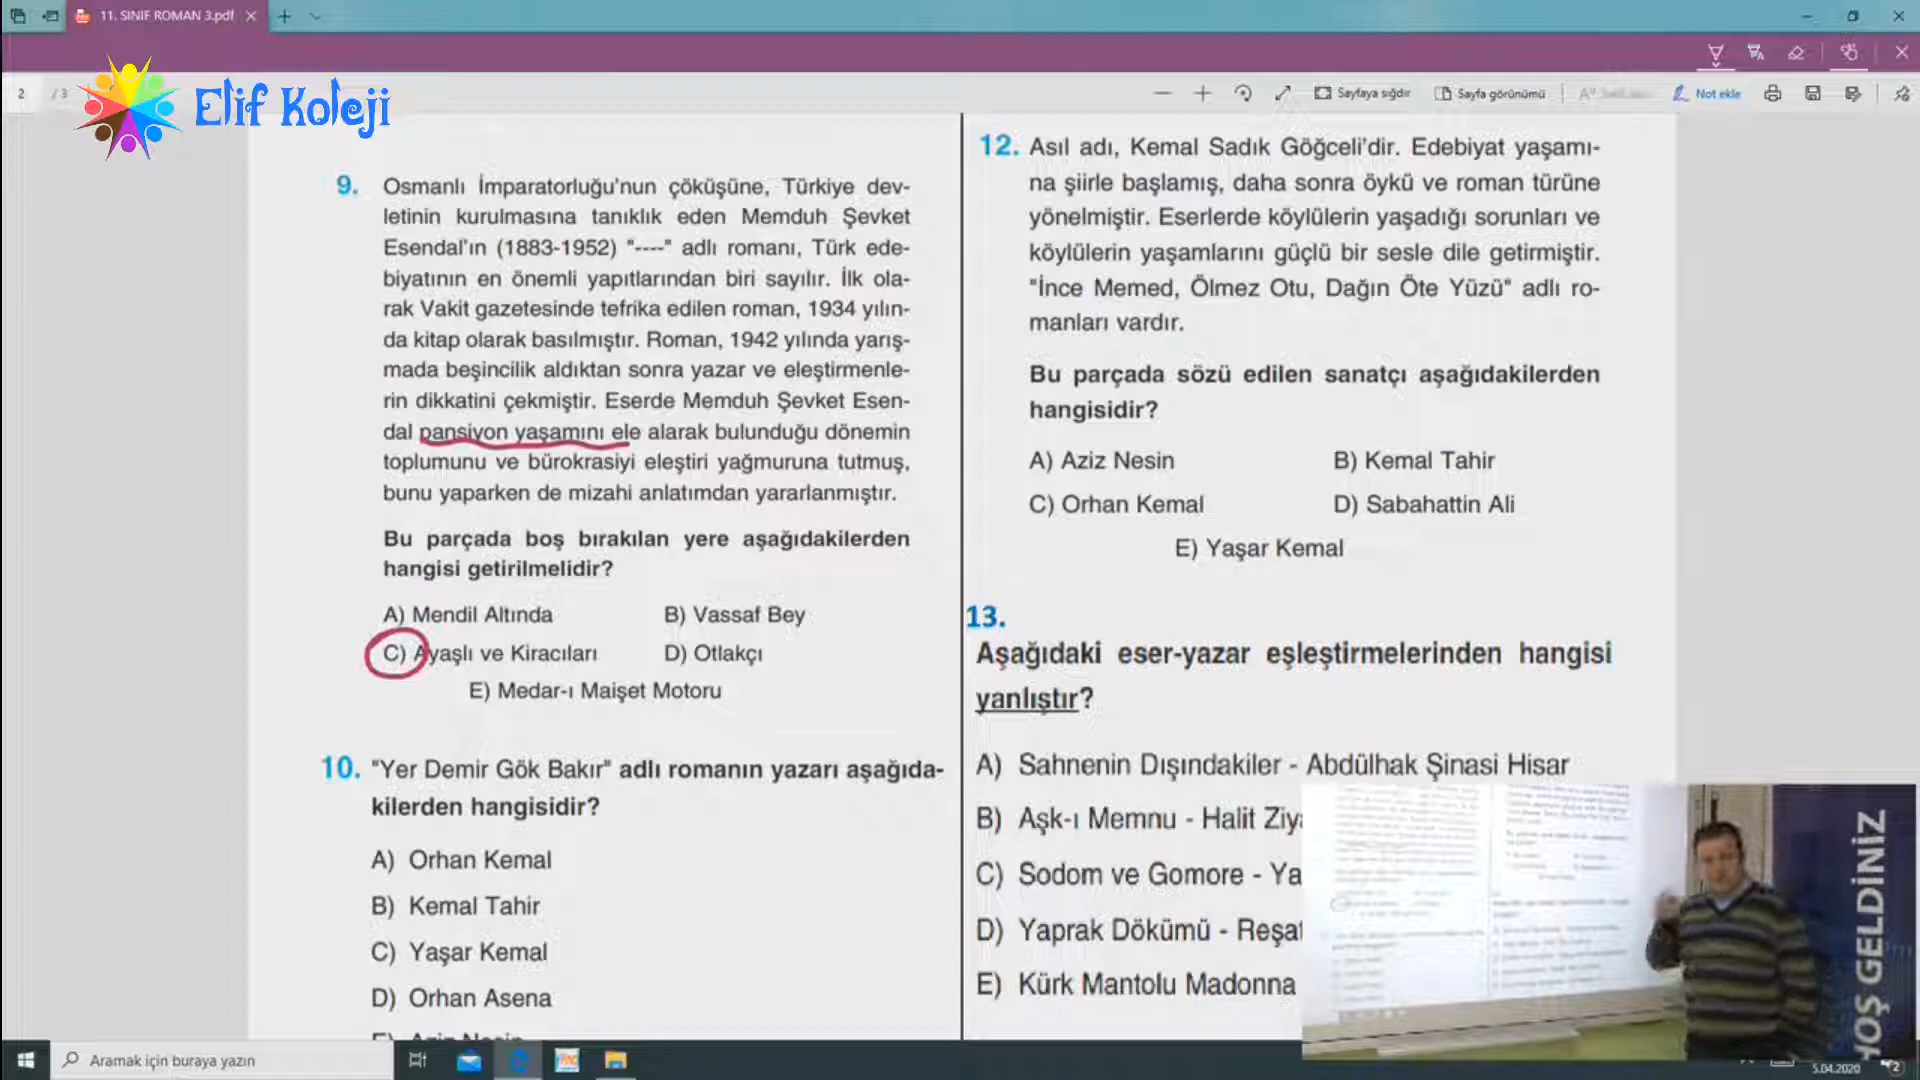 11. SINIF ROMAN 3.pdf
2 / 3
Elif Koleji
Sayfaya sığdır
Sayfa görünümü
Not ekle
9. Osmanlı İmparatorluğu'nun çöküşüne, Türkiye dev-
letinin kurulmasına tanıklık eden Memduh Şevket
Esendal'ın (1883-1952) "----" adlı romanı, Türk ede-
biyatının en önemli yapıtlarından biri sayılır. İlk ola-
rak Vakit gazetesinde tefrika edilen roman, 1934 yılın-
da kitap olarak basılmıştır. Roman, 1942 yılında yarış-
mada beşincilik aldıktan sonra yazar ve eleştirmenle-
rin dikkatini çekmiştir. Eserde Memduh Şevket Esen-
dal pansiyon yaşamını ele alarak bulunduğu dönemin
toplumunu ve bürokrasiyi eleştiri yağmuruna tutmuş,
bunu yaparken de mizahi anlatımdan yararlanmıştır.
Bu parçada boş bırakılan yere aşağıdakilerden
hangisi getirilmelidir?
A) Mendil Altında
B) Vassaf Bey
C) Ayaşlı ve Kiracıları
D) Otlakçı
E) Medar-ı Maişet Motoru
10. "Yer Demir Gök Bakır" adlı romanın yazarı aşağıda-
kilerden hangisidir?
A) Orhan Kemal
B) Kemal Tahir
C) Yaşar Kemal
D) Orhan Asena
12. Asıl adı, Kemal Sadık Göğceli'dir. Edebiyat yaşamı-
na şiirle başlamış, daha sonra öykü ve roman türüne
yönelmiştir. Eserlerde köylülerin yaşadığı sorunları ve
köylülerin yaşamlarını güçlü bir sesle dile getirmiştir.
"İnce Memed, Ölmez Otu, Dağın Öte Yüzü" adlı ro-
manları vardır.
Bu parçada sözü edilen sanatçı aşağıdakilerden
hangisidir?
A) Aziz Nesin
B) Kemal Tahir
C) Orhan Kemal
D) Sabahattin Ali
E) Yaşar Kemal
13.
Aşağıdaki eser-yazar eşleştirmelerinden hangisi
yanlıştır?
A) Sahnenin Dışındakiler - Abdülhak Şinasi Hisar
B) Aşk-ı Memnu - Halit Ziya
C) Sodom ve Gomore - Ya
D) Yaprak Dökümü - Reşat
E) Kürk Mantolu Madonna
HOŞ GELDİNİZ
Aramak için buraya yazın
5.04.2020
2